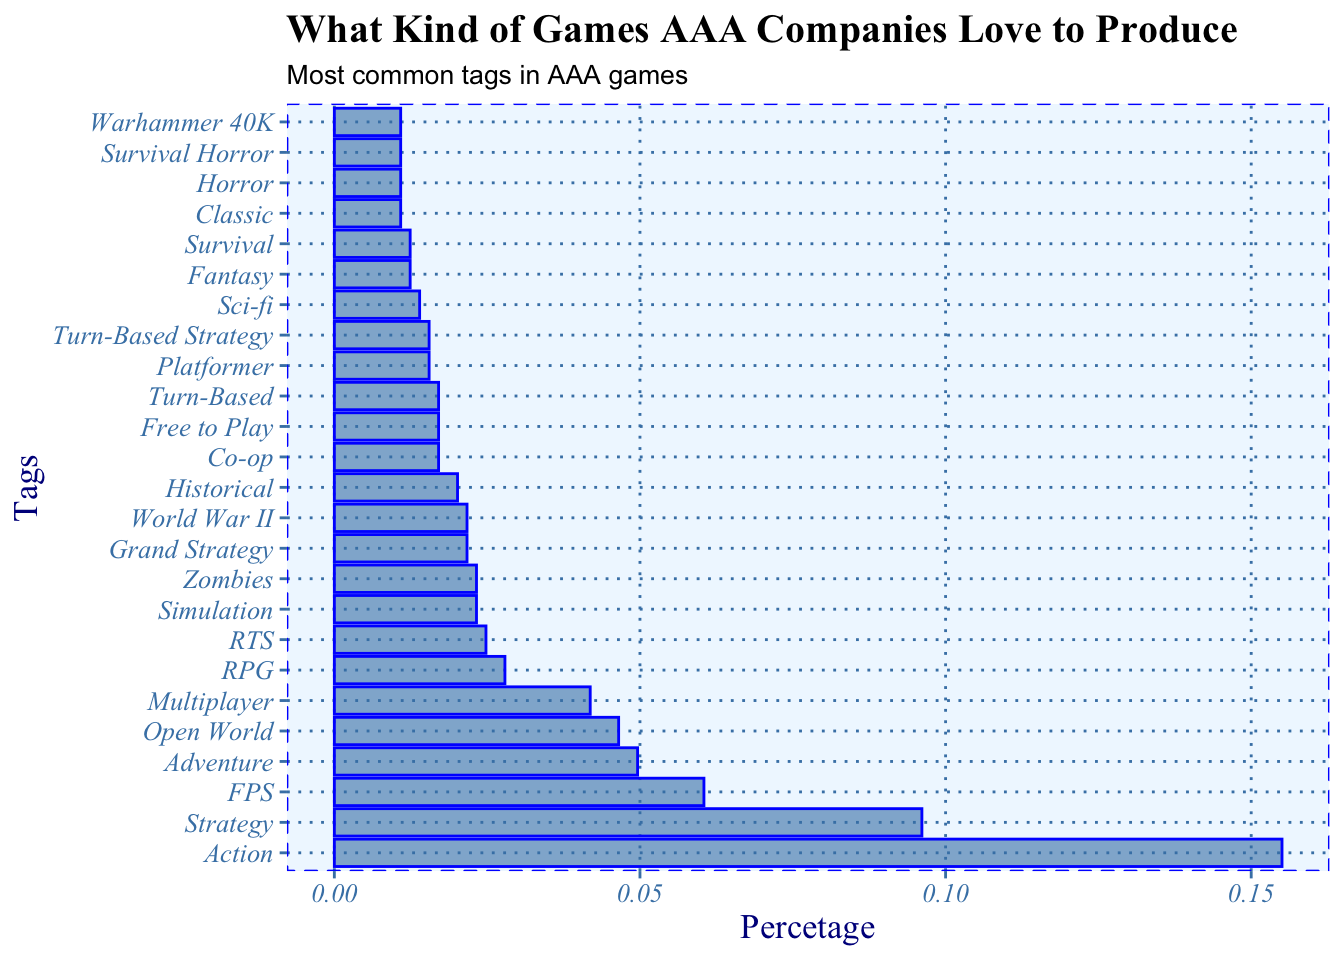 What Kind of Games AAA Companies Love to Produce
Most common tags in AAA games
Warhammer 40K
Survival Horror
Horror
Classic
Survival
Fantasy
Sci-fi
Turn-Based Strategy
Platformer
Turn-Based
Free to Play
Co-op
Historical
World War II
Grand Strategy
Zombies
Simulation
RTS
RPG
Multiplayer
Open World
Adventure
FPS
Strategy
Action
Tags
0.00 0.05 0.10 0.15
Percetage